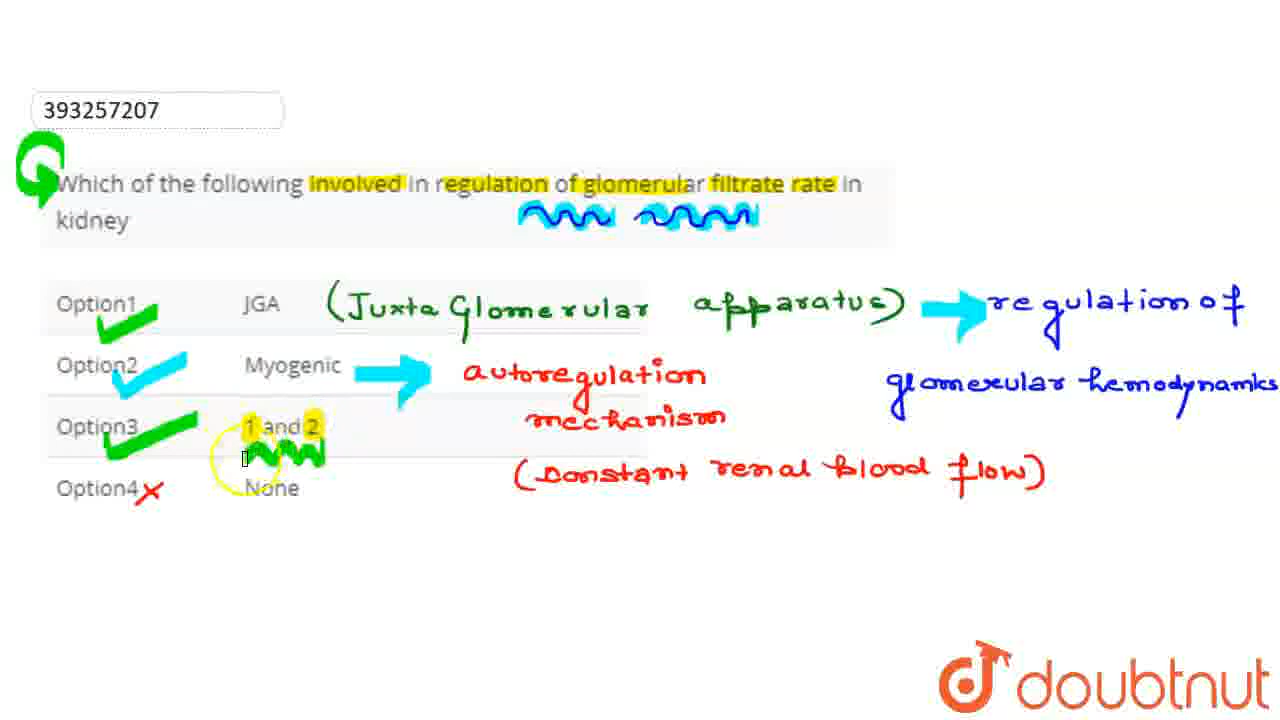 393257207
Which of the following involved in regulation of glomerular filtrate rate in
kidney
Option1 JGA (Juxta Glomerular apparatus) regulation of
glomerular hemodynamks
Option2 Myogenic autoregulation
mechanism
Option3 1 and 2
(constant renal blood flow)
Option4 None
doubtnut